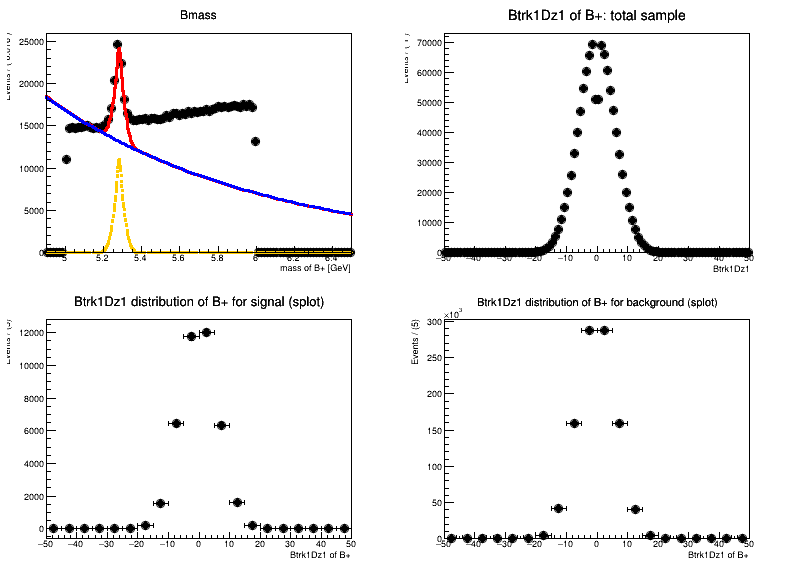 Bmass
25000
20000
15000
10000
5000
0
5 5.2 5.4 5.6 5.8 6 6.2 6.4
mass of B+ [GeV]
Btrk1Dz1 of B+: total sample
70000
60000
50000
40000
30000
20000
10000
0
−50 −40 −30 −20 −10 0 10 20 30 40 50
Btrk1Dz1
Btrk1Dz1 distribution of B+ for signal (splot)
12000
10000
8000
6000
4000
2000
0
−50 −40 −30 −20 −10 0 10 20 30 40 50
Btrk1Dz1 of B+
Btrk1Dz1 distribution of B+ for background (splot)
×10³
Events / (5)
300
250
200
150
100
50
0
−50 −40 −30 −20 −10 0 10 20 30 40 50
Btrk1Dz1 of B+